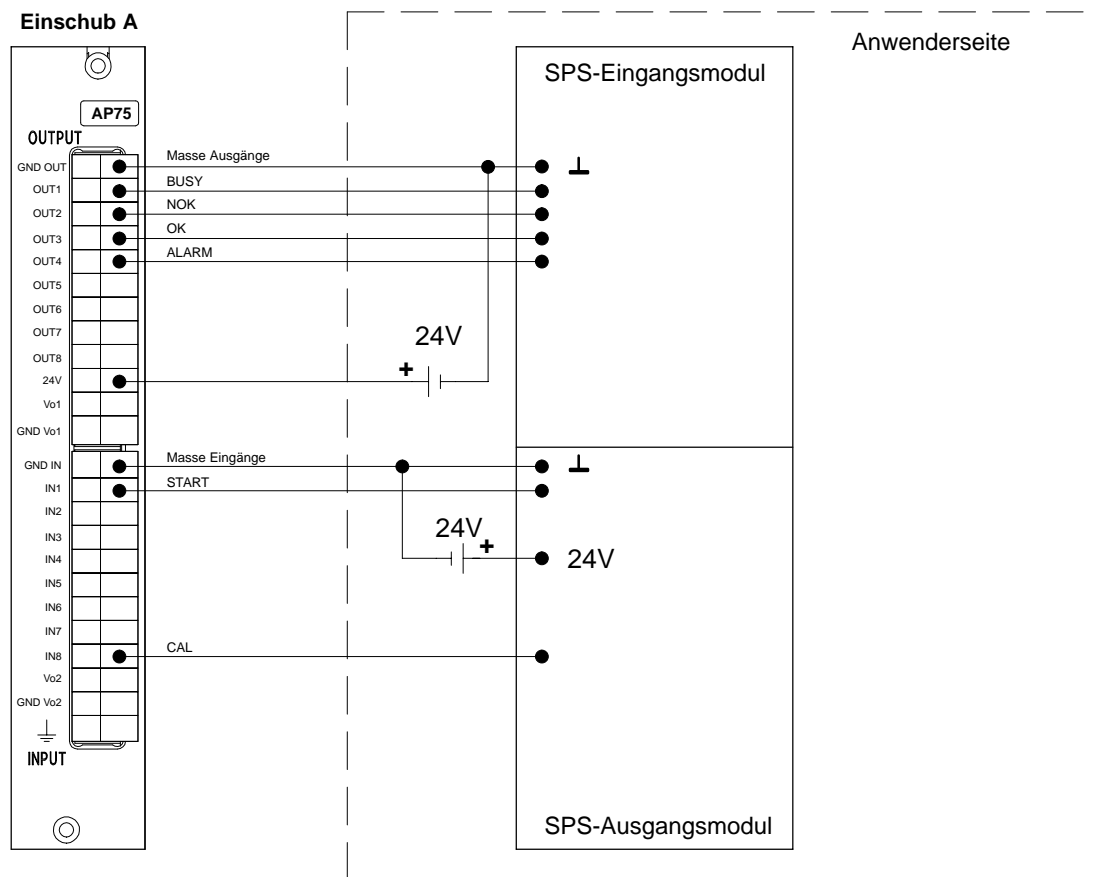 Einschub A
Anwenderseite
SPS-Eingangsmodul
AP75
OUTPUT
GND OUT Masse Ausgänge
OUT1 BUSY
OUT2 NOK
OUT3 OK
OUT4 ALARM
OUT5
OUT6
OUT7
24V
OUT8
+
24V
Vo1
GND Vo1
GND IN Masse Eingänge
IN1 START
IN2
IN3 24V +
IN4 24V
IN5
IN6
IN7
IN8 CAL
Vo2
GND Vo2
INPUT
SPS-Ausgangsmodul